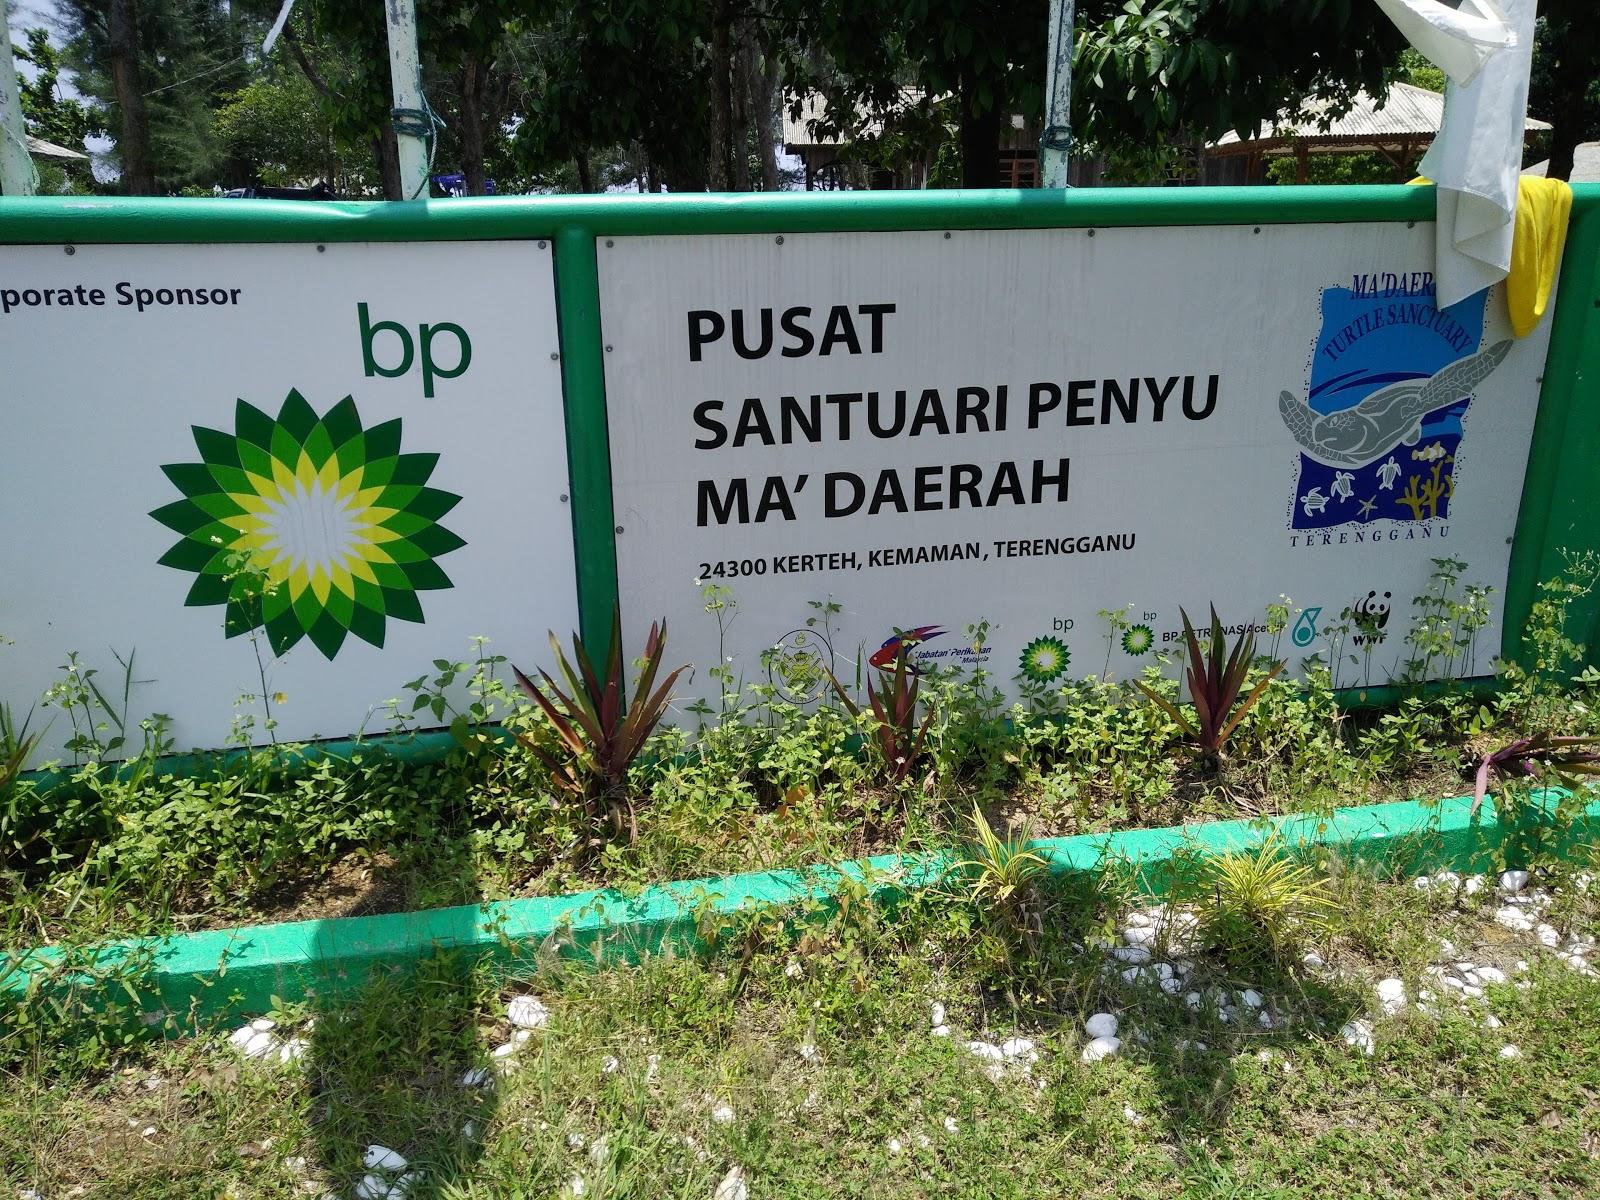 porate Sponsor
bp
PUSAT
SANTUARI PENYU
MA' DAERAH
24300 KERTEH, KEMAMAN, TERENGGANU
MA'DAER
TURTLE SANCTUARY
TERENGGANU
Jabatan Perikanan
Malaysia
bp
bp
BP PETRONAS
WWF